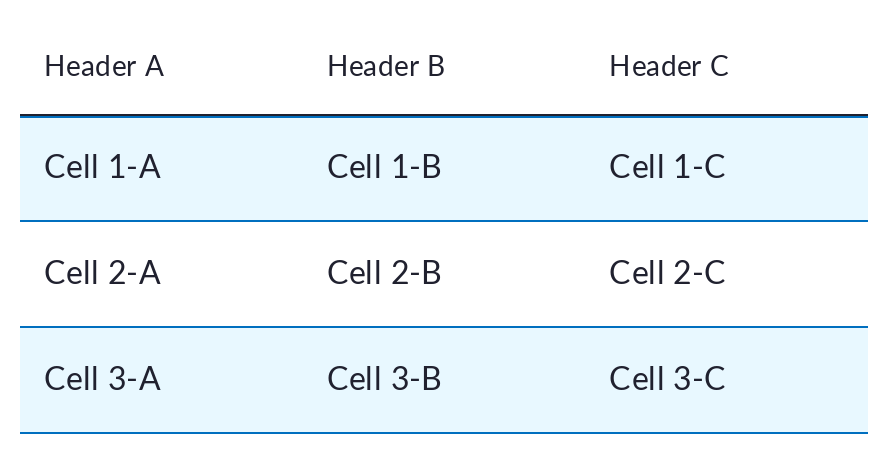 Header A Header B Header C
Cell 1-A Cell 1-B Cell 1-C
Cell 2-A Cell 2-B Cell 2-C
Cell 3-A Cell 3-B Cell 3-C